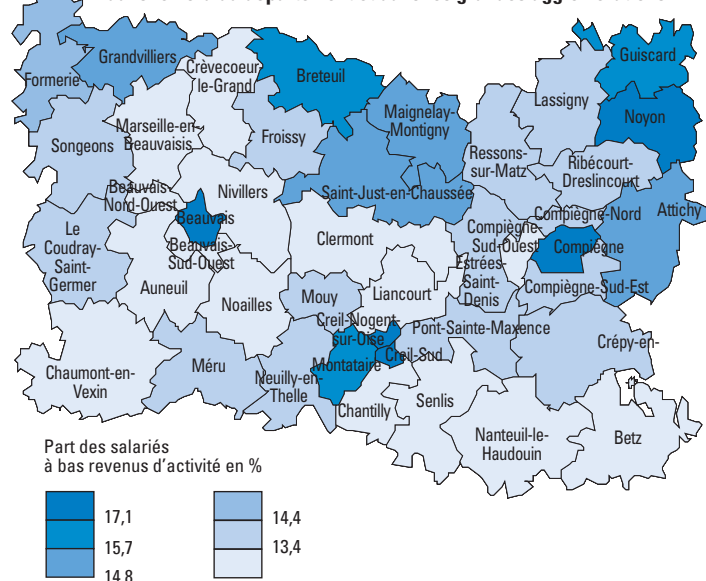 Grandvilliers
Formerie
Crèvecoeur-
le-Grand
Breteuil
Guiscard
Lassigny
Noyon
Maignelay-
Montigny
Songeons
Marseille-en-
Beauvaisis
Froissy
Ressons-
sur-Matz
Ribécourt-
Dreslincourt
Beauvais-
Nord-Ouest
Nivillers
Saint-Just-en-Chaussée
Attichy
Le
Coudray-
Saint-
Germer
Beauvais
Beauvais-
Sud-Ouest
Clermont
Compiègne-Nord
Compiègne-
Sud-Ouest
Compiègne
Estrées-
Saint-
Denis
Compiègne-Sud-Est
Auneuil
Noailles
Mouy
Liancourt
Creil-Nogent-
sur-Oise
Pont-Sainte-Maxence
Crépy-en-
Creil-Sud
Montataire
Chaumont-en-
Vexin
Méru
Neuilly-en-
Thelle
Chantilly
Senlis
Nanteuil-le-
Haudouin
Betz
Part des salariés
à bas revenus d'activité en %
17,1
15,7
14,8
14,4
13,4